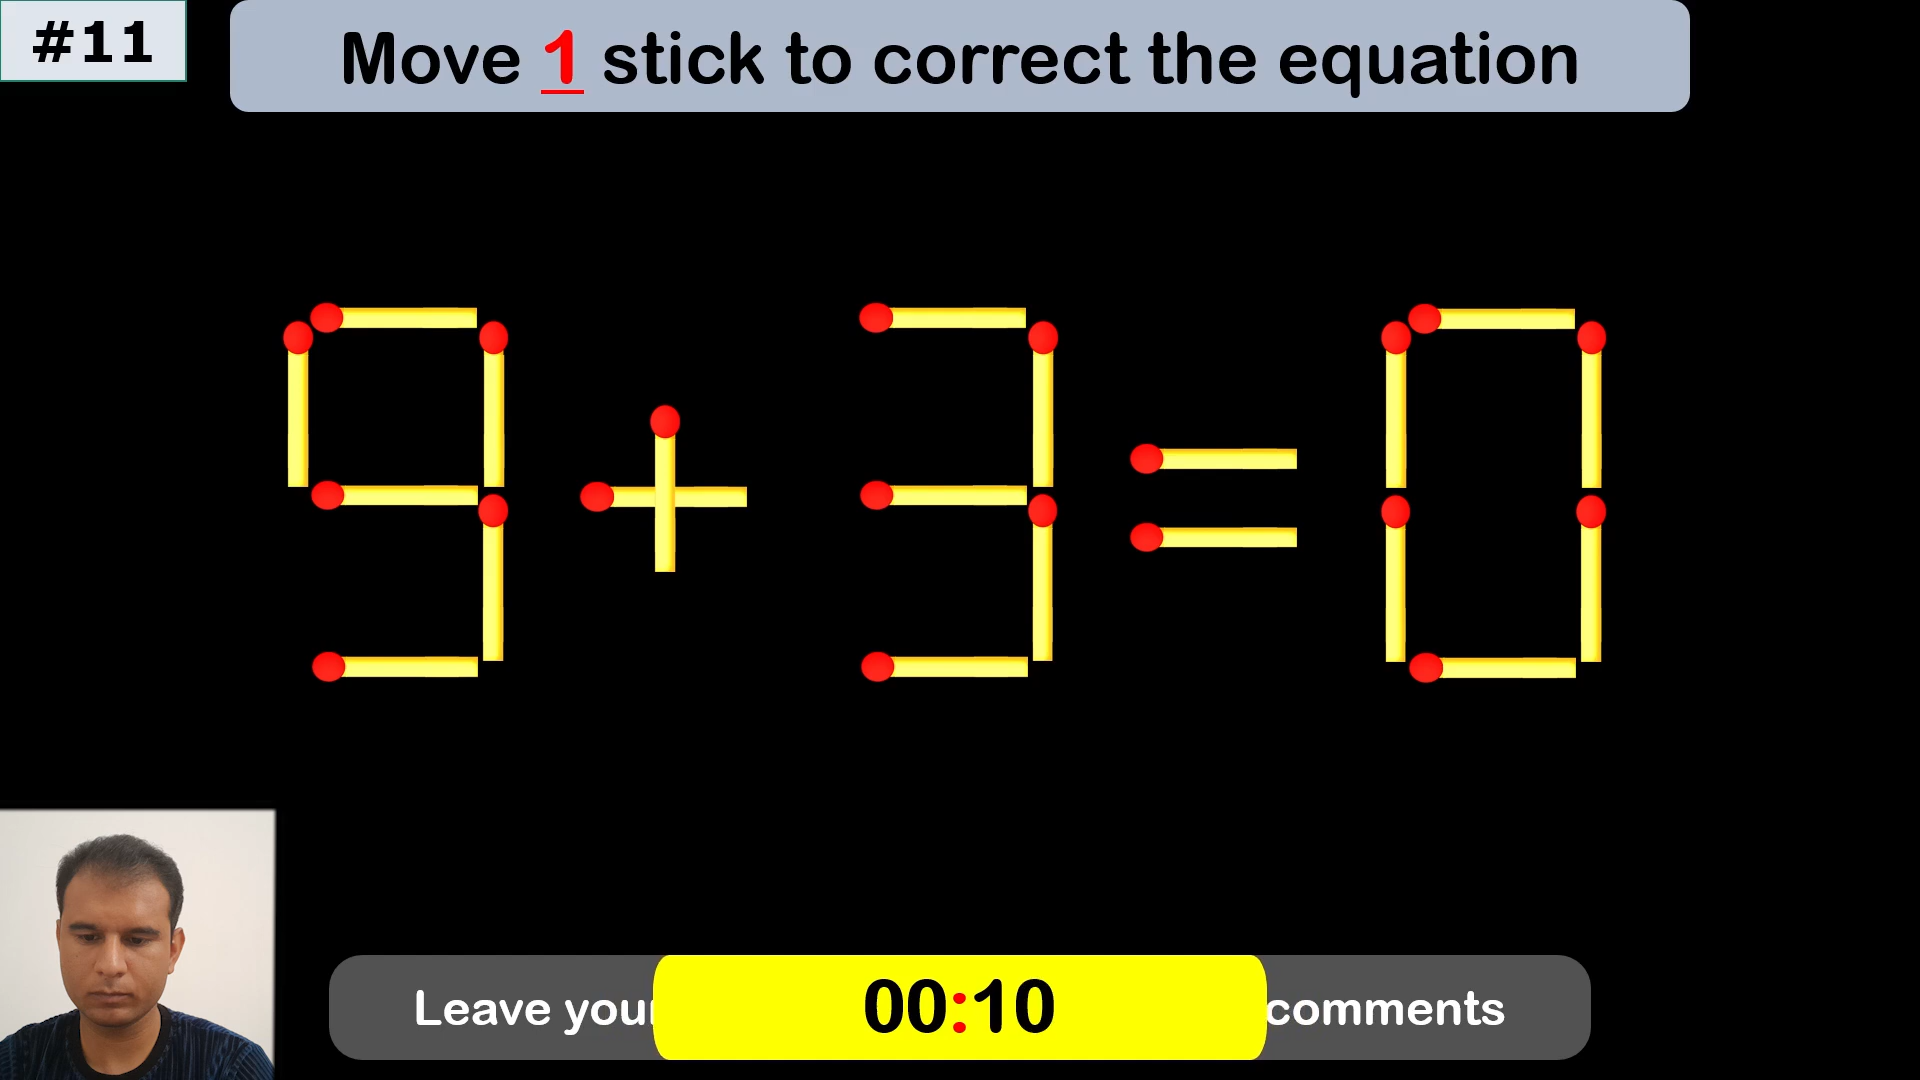 #11
Move 1 stick to correct the equation
9+3=0
Leave your
00:10
comments